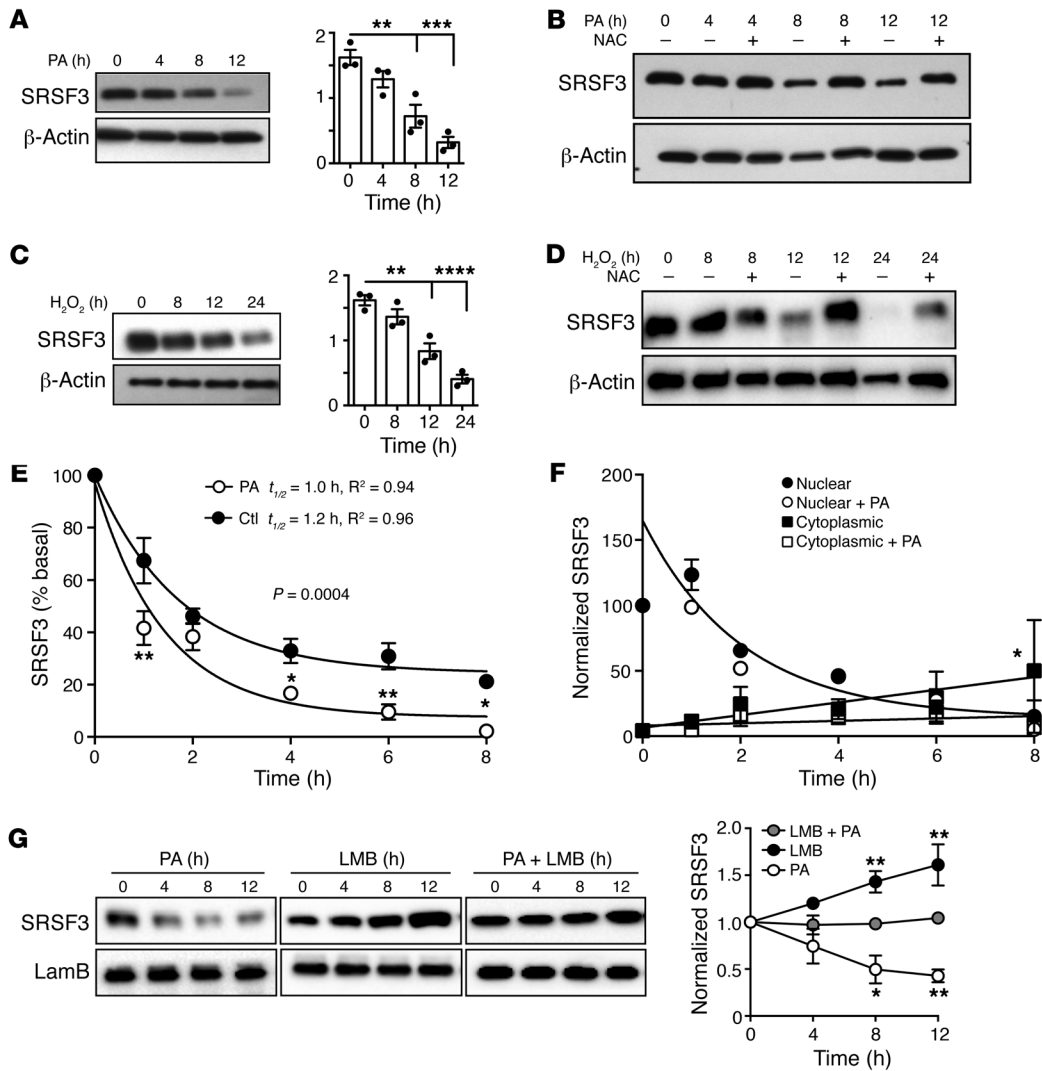 A
PA (h) 0 4 8 12
SRSF3
β-Actin
2
1
0
** ***
0 4 8 12
Time (h)
B
PA (h) 0 4 4 8 8 12 12
NAC – – + – + – +
SRSF3
β-Actin
C
H2O2 (h) 0 8 12 24
SRSF3
β-Actin
2
1
0
** ****
0 8 12 24
Time (h)
D
H2O2 (h) 0 8 8 12 12 24 24
NAC – – + – + – +
SRSF3
β-Actin
E
SRSF3 (% basal)
100
80
60
40
20
0
PA t1/2 = 1.0 h, R2 = 0.94
Ctl t1/2 = 1.2 h, R2 = 0.96
P = 0.0004
**
*
**
*
0 2 4 6 8
Time (h)
F
Normalized SRSF3
200
150
100
50
0
Nuclear
Nuclear + PA
Cytoplasmic
Cytoplasmic + PA
*
0 2 4 6 8
Time (h)
G
PA (h) LMB (h) PA + LMB (h)
0 4 8 12 0 4 8 12 0 4 8 12
SRSF3
LamB
Normalized SRSF3
2.0
1.5
1.0
0.5
0
LMB + PA
LMB
PA
** **
* **
0 4 8 12
Time (h)